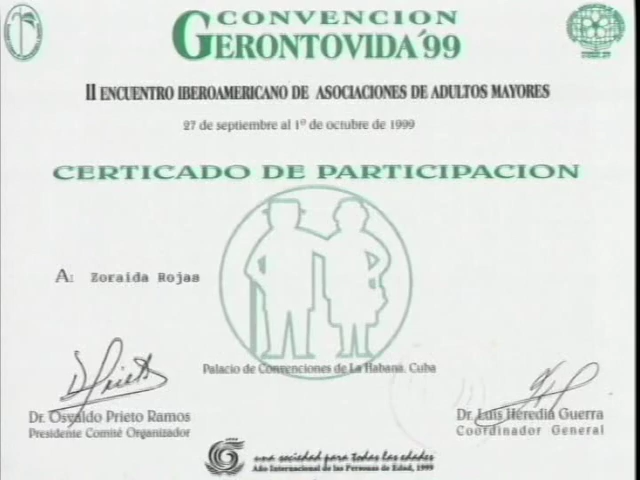 CONVENCION
GERONTOVIDA´99
II ENCUENTRO IBEROAMERICANO DE ASOCIACIONES DE ADULTOS MAYORES
27 de septiembre al 1º de octubre de 1999
CERTICADO DE PARTICIPACION
A: Zoraida Rojas
Palacio de Convenciones de La Habana, Cuba
Dr. Osvaldo Prieto Ramos
Presidente Comité Organizador
Dr. Luis Heredia Guerra
Coordinador General
una sociedad para todas las edades
Año Internacional de las Personas de Edad, 1999